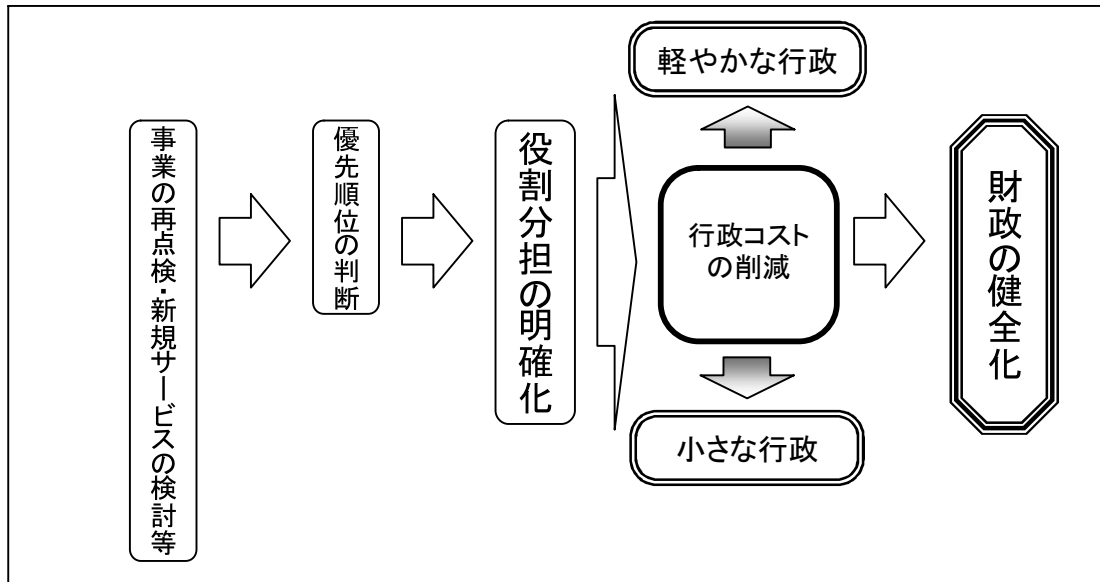 事業の再点検・新規サービスの検討等
優先順位の判断
役割分担の明確化
軽やかな行政
行政コスト
の削減
小さな行政
財政の健全化